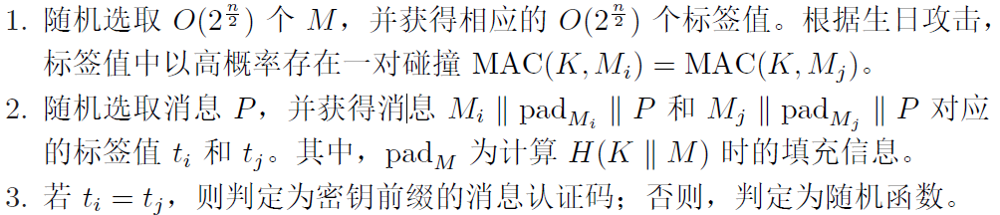 1. 随机选取 $O(2^{\frac{n}{2}})$ 个 $M$，并获得相应的 $O(2^{\frac{n}{2}})$ 个标签值。根据生日攻击，
标签值中以高概率存在一对碰撞 $\mathrm{MAC}(K, M_i) = \mathrm{MAC}(K, M_j)$。
2. 随机选取消息 $P$，并获得消息 $M_i \parallel \mathrm{pad}_{M_i} \parallel P$ 和 $M_j \parallel \mathrm{pad}_{M_j} \parallel P$ 对应
的标签值 $t_i$ 和 $t_j$。其中，$\mathrm{pad}_M$ 为计算 $H(K \parallel M)$ 时的填充信息。
3. 若 $t_i = t_j$，则判定为密钥前缀的消息认证码；否则，判定为随机函数。